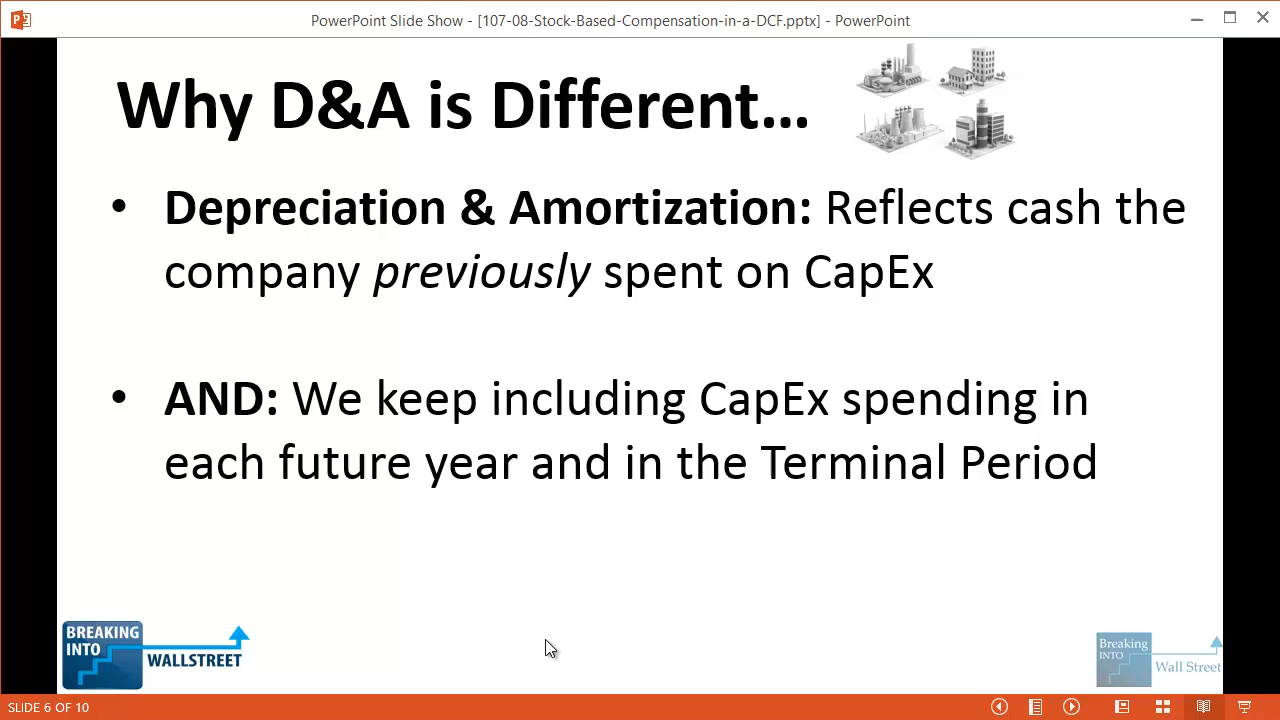 PowerPoint Slide Show - [107-08-Stock-Based-Compensation-in-a-DCF.pptx] - PowerPoint
Why D&A is Different...
• Depreciation & Amortization: Reflects cash the
company previously spent on CapEx
• AND: We keep including CapEx spending in
each future year and in the Terminal Period
BREAKING
INTO
WALLSTREET
Breaking
INTO
Wall Street
SLIDE 6 OF 10